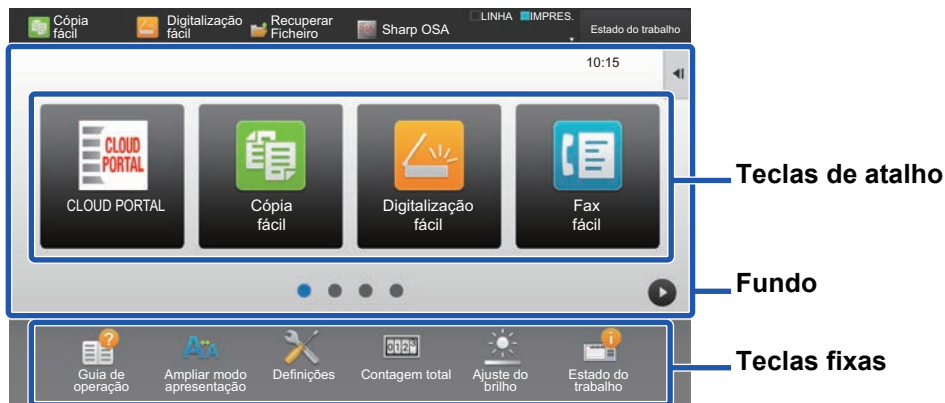 Cópia
fácil
Digitalização
fácil
Recuperar
Ficheiro
Sharp OSA
LINHA IMPRES.
Estado do trabalho
10:15
CLOUD
PORTAL
CLOUD PORTAL
Cópia
fácil
Digitalização
fácil
Fax
fácil
Teclas de atalho
Fundo
Guia de
operação
AAA
Ampliar modo
apresentação
Definições
0129
Contagem total
Ajuste do
brilho
Estado do
trabalho
Teclas fixas